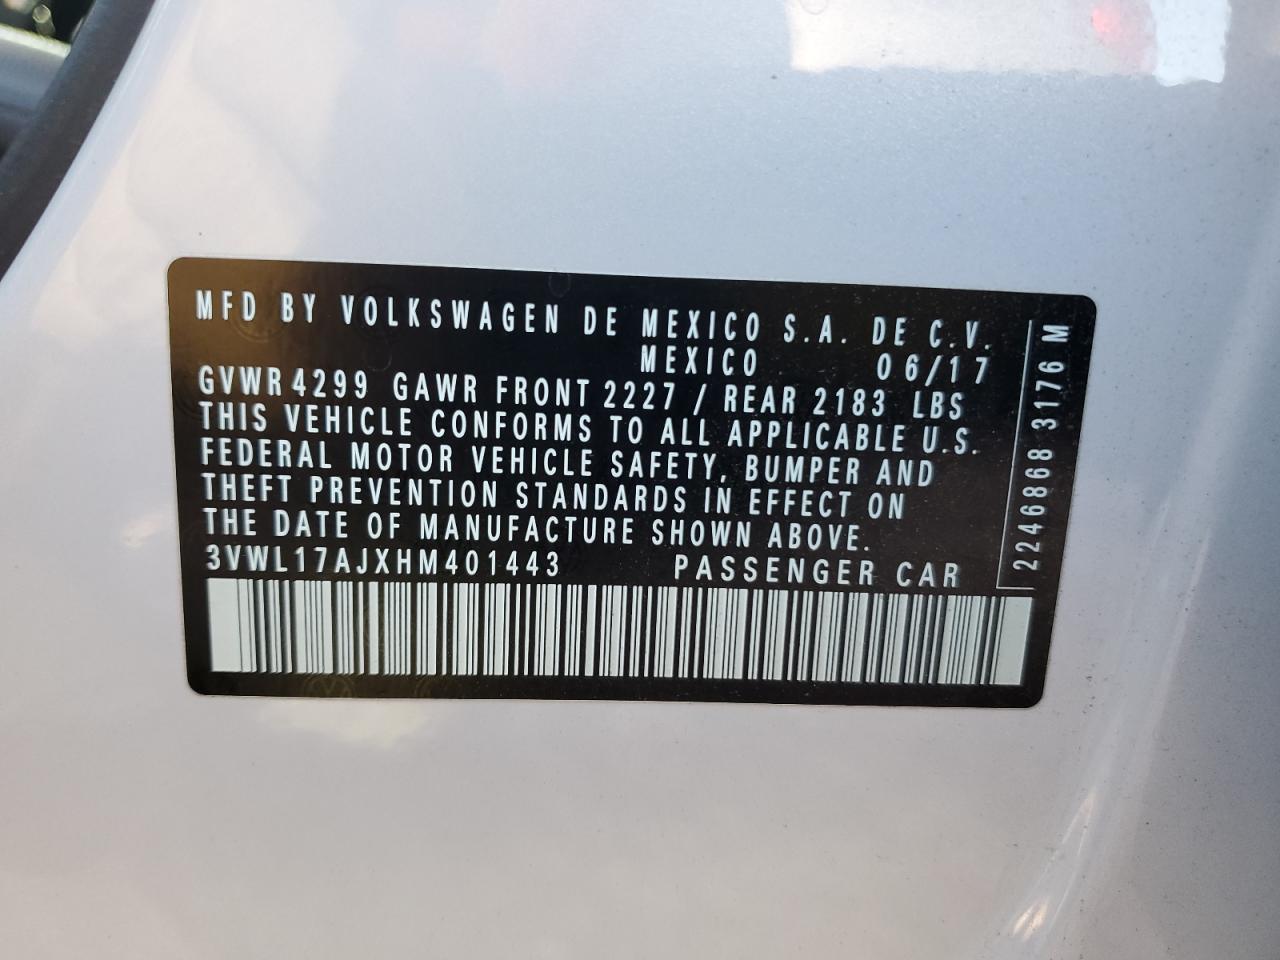 MFD BY VOLKSWAGEN DE MEXICO S.A. DE C.V.
MEXICO 06/17
GVWR 4299 GAWR FRONT 2227 / REAR 2183 LBS
THIS VEHICLE CONFORMS TO ALL APPLICABLE U.S.
FEDERAL MOTOR VEHICLE SAFETY, BUMPER AND
THEFT PREVENTION STANDARDS IN EFFECT ON
THE DATE OF MANUFACTURE SHOWN ABOVE.
3VWL17AJXHM401443 PASSENGER CAR
2246868 3176 M